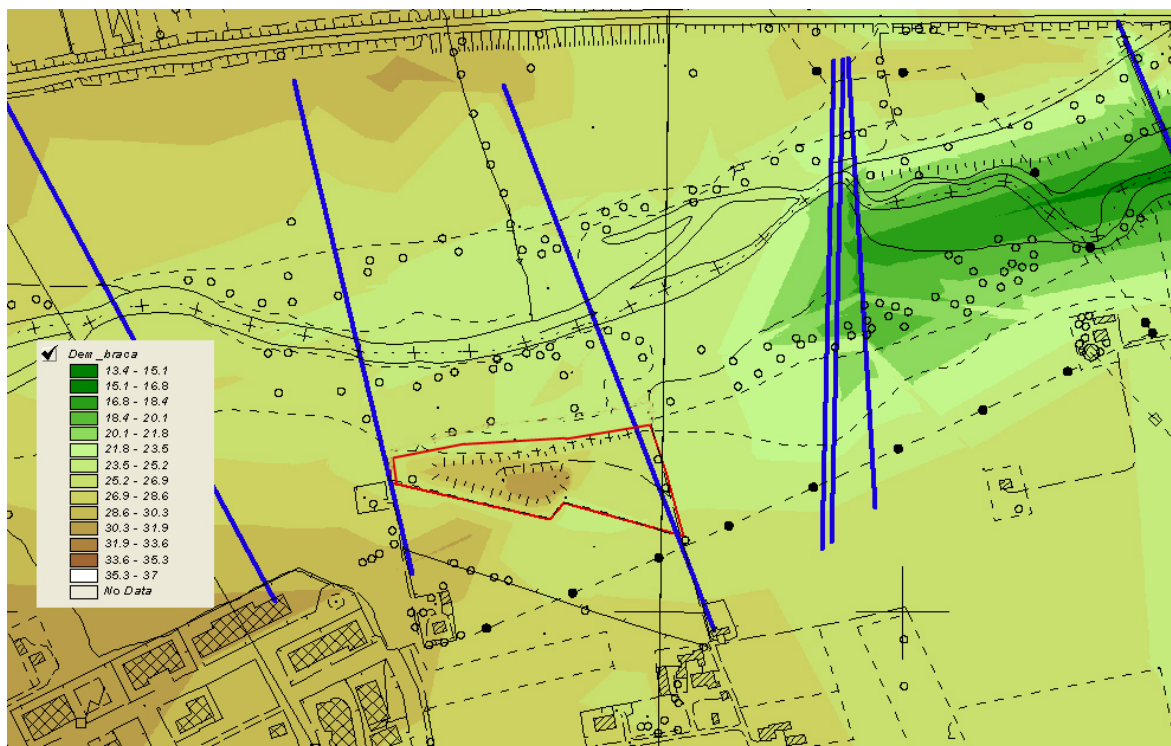 Dem_braca
13.4 - 15.1
15.1 - 16.8
16.8 - 18.4
18.4 - 20.1
20.1 - 21.8
21.8 - 23.5
23.5 - 25.2
25.2 - 26.9
26.9 - 28.6
28.6 - 30.3
30.3 - 31.9
31.9 - 33.6
33.6 - 35.3
35.3 - 37
No Data